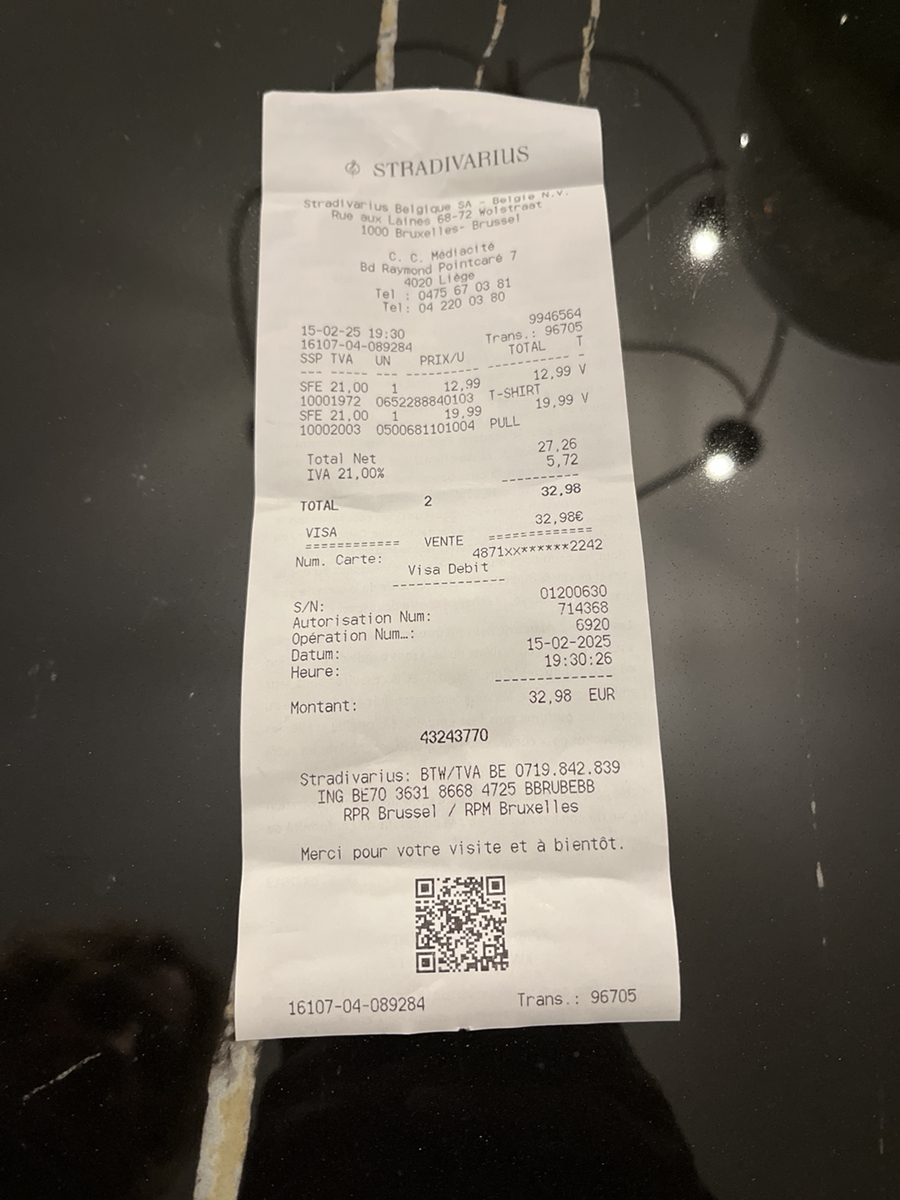 STRADIVARIUS
Stradivarius Belgique SA - Belgie N.V.
Rue aux Laines 68-72 Wolstraat
1000 Bruxelles- Brussel
C. C. Médiacité
Bd Raymond Pointcaré 7
4020 Liège
Tel : 0475 67 03 81
Tel: 04 220 03 80
9946564
15-02-25 19:30
16107-04-089284 Trans.: 96705
SSP TVA UN PRIX/U TOTAL T
--- ----- --- ---------- ---------- -
SFE 21,00 1 12,99 12,99 V
10001972 0652288840103 T-SHIRT
SFE 21,00 1 19,99 19,99 V
10002003 0500681101004 PULL
Total Net 27,26
IVA 21,00% 5,72
----------
TOTAL 2 32,98
VISA 32,98€
============ VENTE ============
Num. Carte: 4871xx******2242
Visa Debit
--------------
S/N: 01200630
Autorisation Num: 714368
Opération Num…: 6920
Datum: 15-02-2025
Heure: 19:30:26
--------------
Montant: 32,98 EUR
43243770
Stradivarius: BTW/TVA BE 0719.842.839
ING BE70 3631 8668 4725 BBRUBEBB
RPR Brussel / RPM Bruxelles
Merci pour votre visite et à bientôt.
16107-04-089284 Trans.: 96705